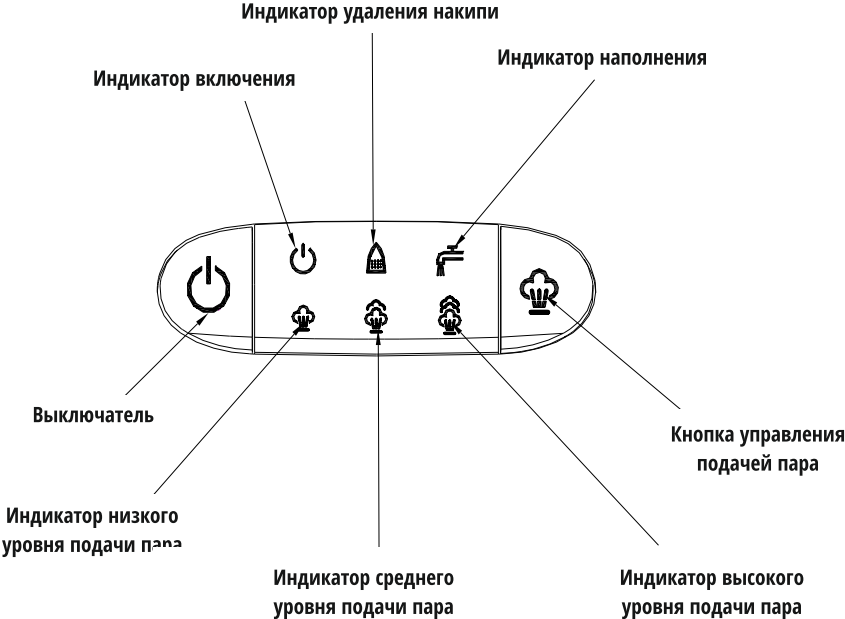 Индикатор удаления накипи
Индикатор наполнения
Индикатор включения
Выключатель
Кнопка управления
подачей пара
Индикатор низкого
уровня подачи пара
Индикатор среднего
уровня подачи пара
Индикатор высокого
уровня подачи пара